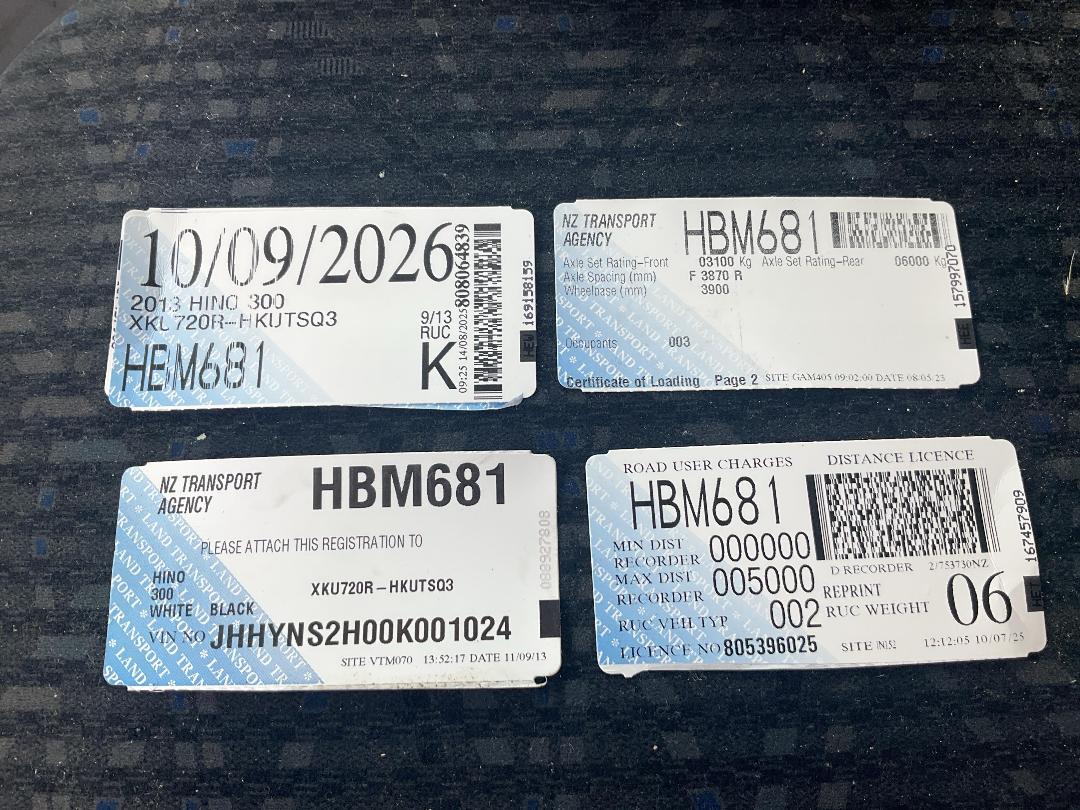 10/09/2026
2013 HINO 300
XKU720R-HKUTSQ3
9/13
RUC
HBM681
K
09:25 14/08/2025
808064839
169158159
NZ TRANSPORT
AGENCY
HBM681
Axle Set Rating-Front 03100 Kg Axle Set Rating-Rear 06000 Kg
Axle Spacing (mm) F 3870 R
Wheelbase (mm) 3900
Occupants 003
Certificate of Loading Page 2 SITE GAM405 09:02:00 DATE 08/05/23
157997070
NZ TRANSPORT
AGENCY
HBM681
PLEASE ATTACH THIS REGISTRATION TO
HINO
300
XKU720R-HKUTSQ3
WHITE BLACK
VIN NO JHHYNS2H00K001024
SITE VTM070 13:52:17 DATE 11/09/13
088927808
ROAD USER CHARGES DISTANCE LICENCE
HBM681
MIN DIST
RECORDER 000000
D RECORDER 2/753730NZ
MAX DIST
RECORDER 005000
REPRINT
RUC VEH TYP 002
RUC WEIGHT 06
LICENCE NO 805396025
SITE IN152 12:12:05 10/07/25
167457909